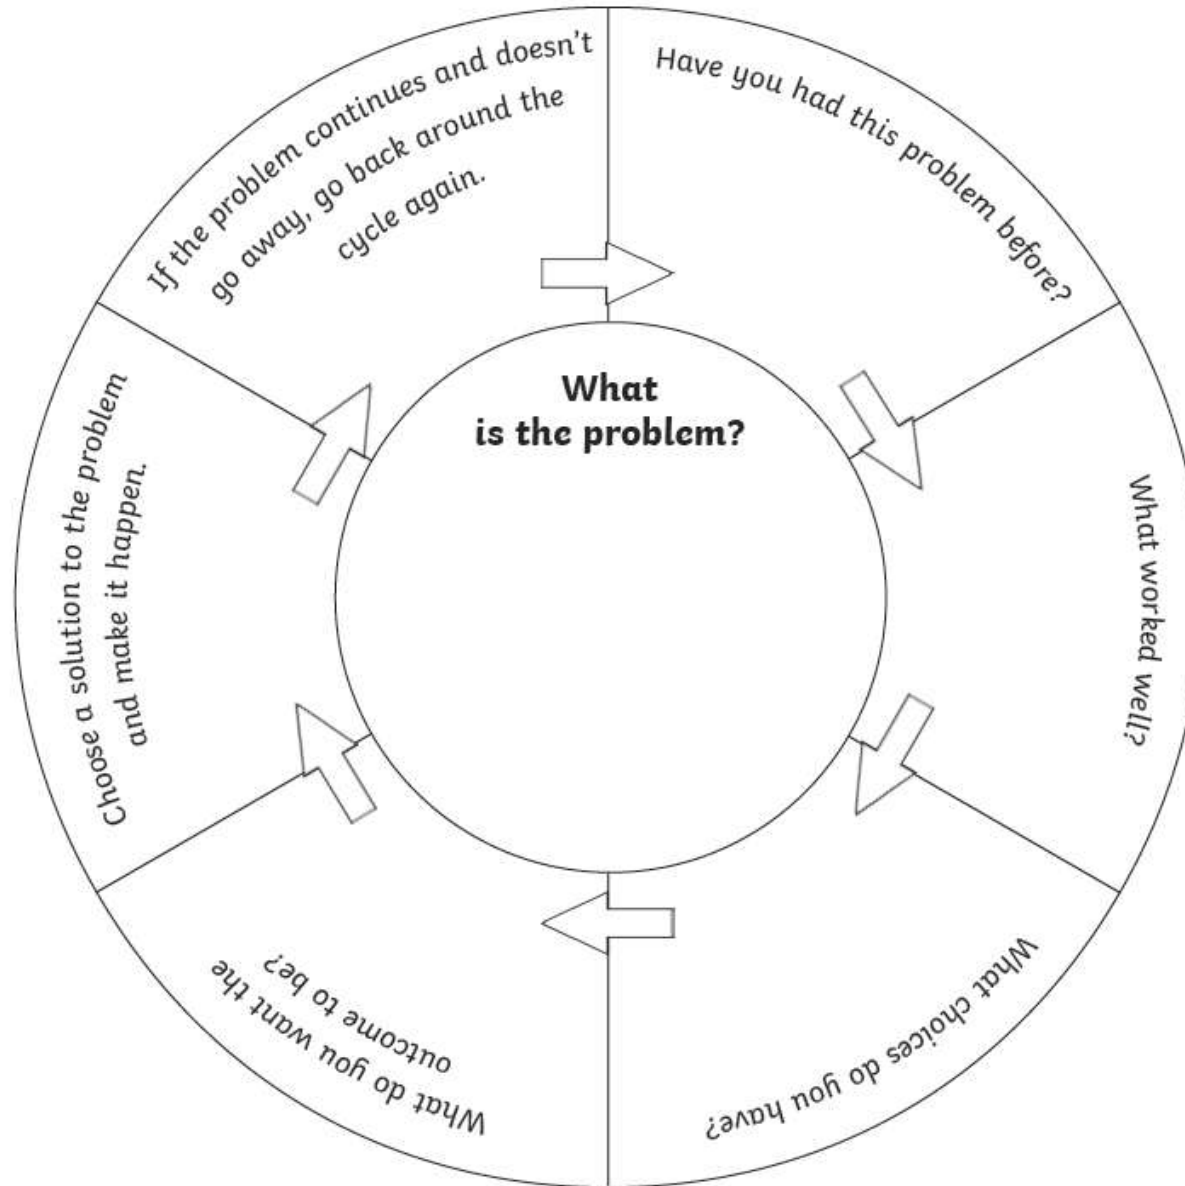 What
is the problem?
Have you had this problem before?
What worked well?
What choices do you have?
What do you want the
outcome to be?
Choose a solution to the problem
and make it happen.
If the problem continues and doesn't
go away, go back around the
cycle again.